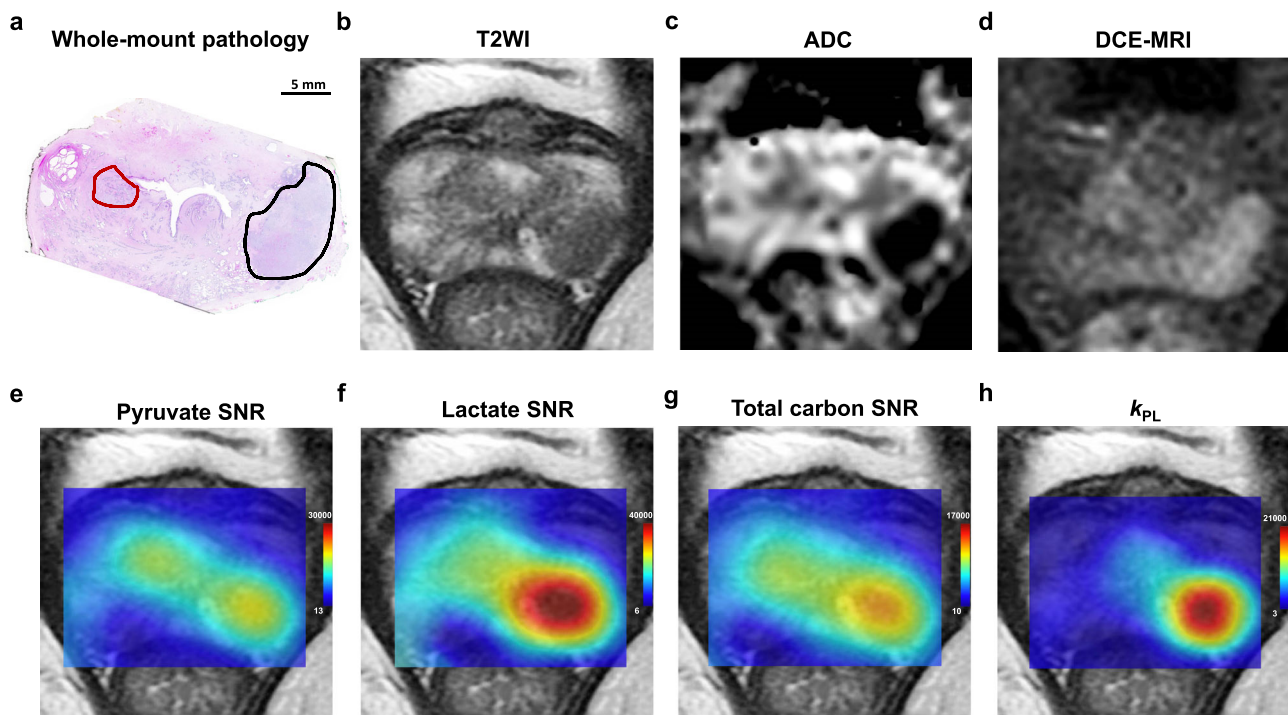 a
Whole-mount pathology
5 mm
b
T2WI
c
ADC
d
DCE-MRI
e
Pyruvate SNR
30000
13
f
Lactate SNR
40000
6
g
Total carbon SNR
17000
10
h
kPL
21000
3